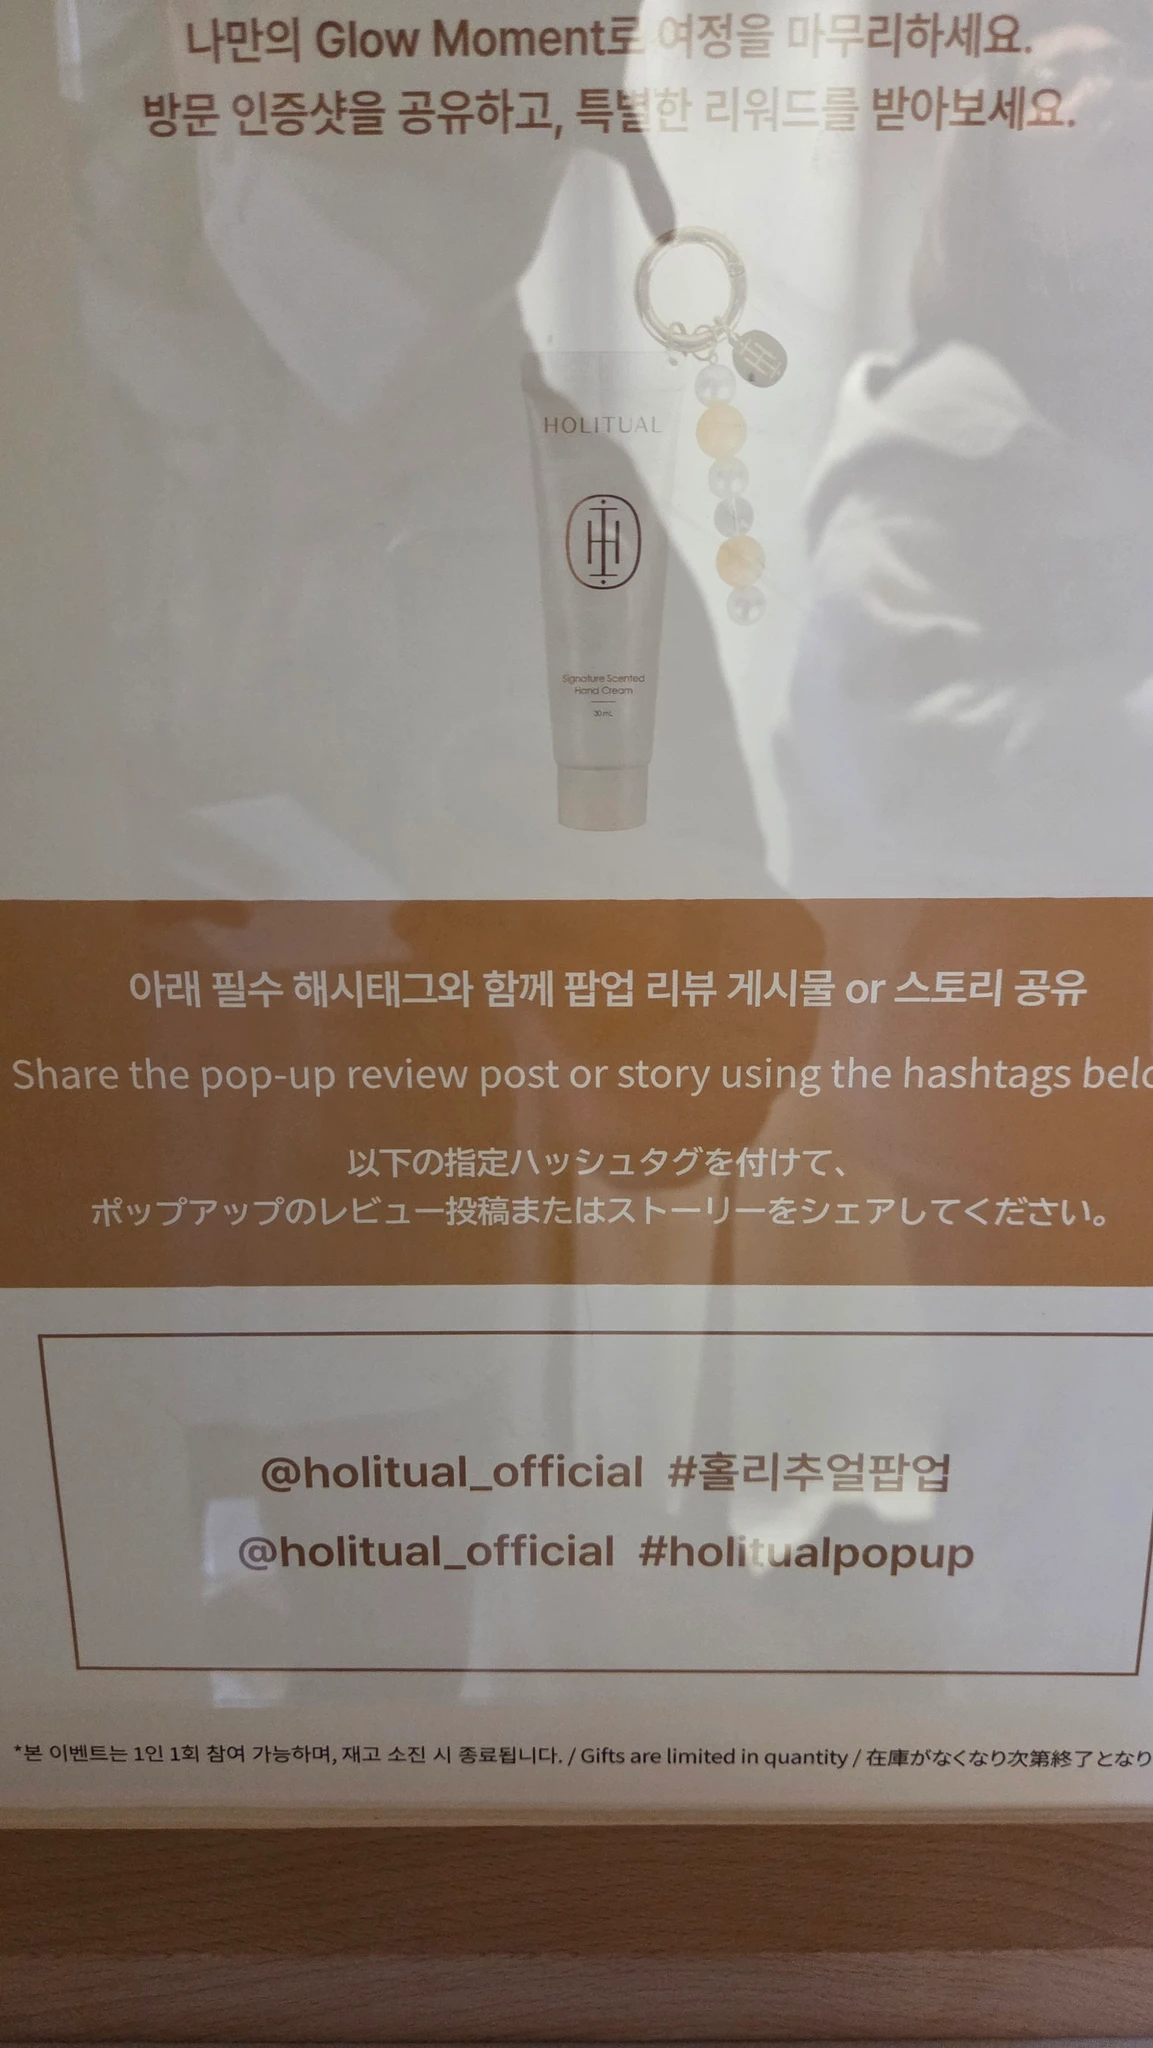 나만의 Glow Moment로 여정을 마무리하세요.
방문 인증샷을 공유하고, 특별한 리워드를 받아보세요.
HOLITUAL
Signature Scented
Hand Cream
30 mL
아래 필수 해시태그와 함께 팝업 리뷰 게시물 or 스토리 공유
Share the pop-up review post or story using the hashtags belo
以下の指定ハッシュタグを付けて、
ポップアップのレビュー投稿またはストーリーをシェアしてください。
@holitual_official #홀리추얼팝업
@holitual_official #holitualpopup
*본 이벤트는 1인 1회 참여 가능하며, 재고 소진 시 종료됩니다. / Gifts are limited in quantity / 在庫がなくなり次第終了となり